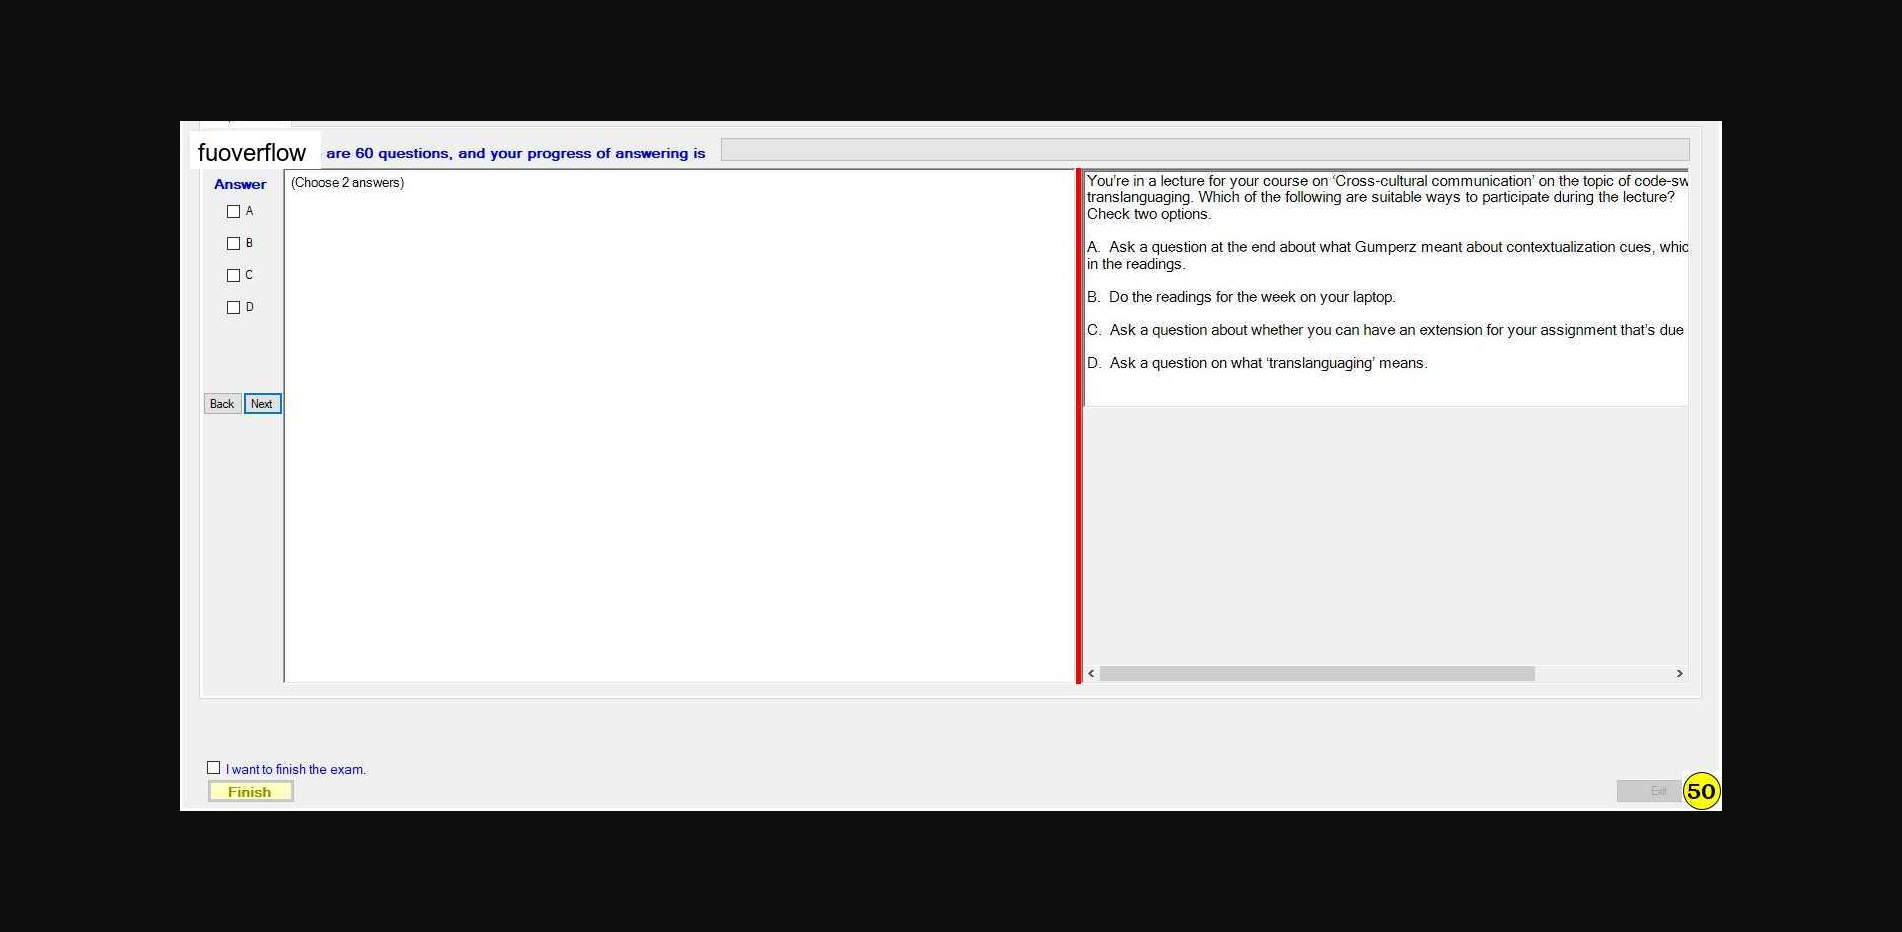 fuoverflow are 60 questions, and your progress of answering is
Answer
A
B
C
D
Back Next
(Choose 2 answers)
You're in a lecture for your course on 'Cross-cultural communication' on the topic of code-sw
translanguaging. Which of the following are suitable ways to participate during the lecture?
Check two options.
A. Ask a question at the end about what Gumperz meant about contextualization cues, whic
in the readings.
B. Do the readings for the week on your laptop.
C. Ask a question about whether you can have an extension for your assignment that's due
D. Ask a question on what 'translanguaging' means.
I want to finish the exam.
Finish
Exit
50